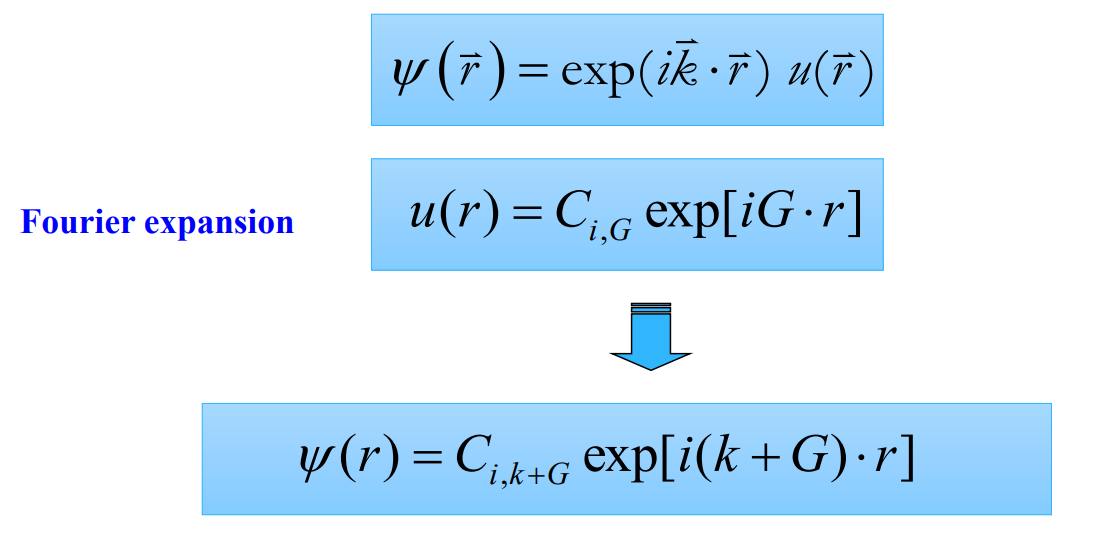 ψ(r⃗) = exp(ik⃗ · r⃗) u(r⃗)
Fourier expansion
u(r) = C_{i,G} exp[iG · r]
ψ(r) = C_{i,k+G} exp[i(k + G) · r]